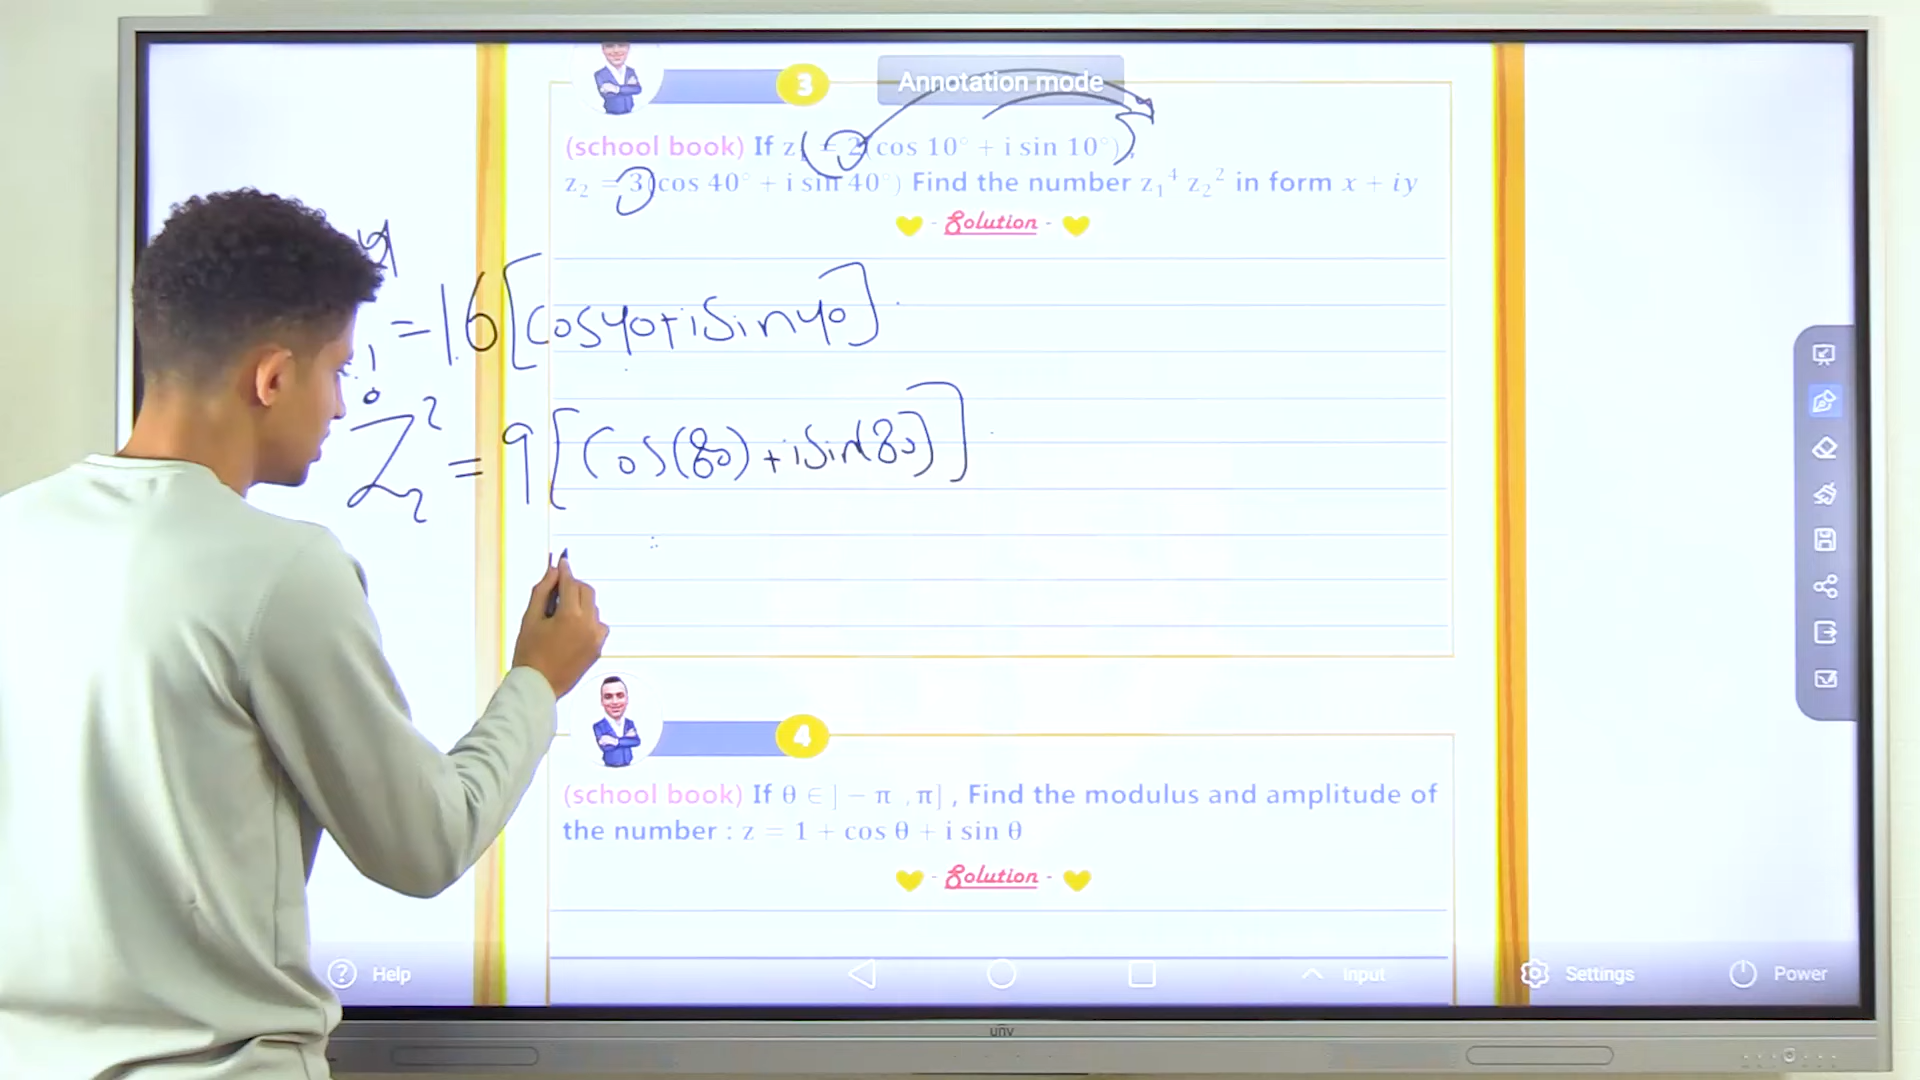 3
Annotation mode
(school book) If z₁ = 2(cos 10° + i sin 10°),
z₂ = 3(cos 40° + i sin 40°) Find the number z₁⁴ z₂² in form x + iy
- Solution -
4
1 = 16[cos40+isin40]
Z₂² = 9[Cos(80)+iSin(80)]
4
(school book) If θ ∈ ]− π , π] , Find the modulus and amplitude of
the number : z = 1 + cos θ + i sin θ
- Solution -
Help
Input
Settings
Power
unv